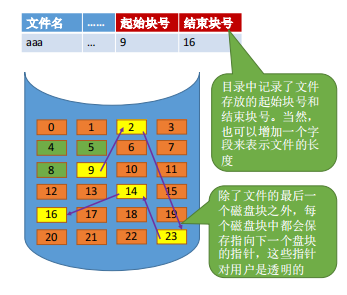 文件名 …… 起始块号 结束块号
aaa … 9 16
目录中记录了文件
存放的起始块号和
结束块号。当然，
也可以增加一个字
段来表示文件的长
度
0 1 2 3
4 5 6 7
8 9 10 11
12 13 14 15
16 17 18 19
20 21 22 23
除了文件的最后一
个磁盘块之外，每
个磁盘块中都会保
存指向下一个盘块
的指针，这些指针
对用户是透明的